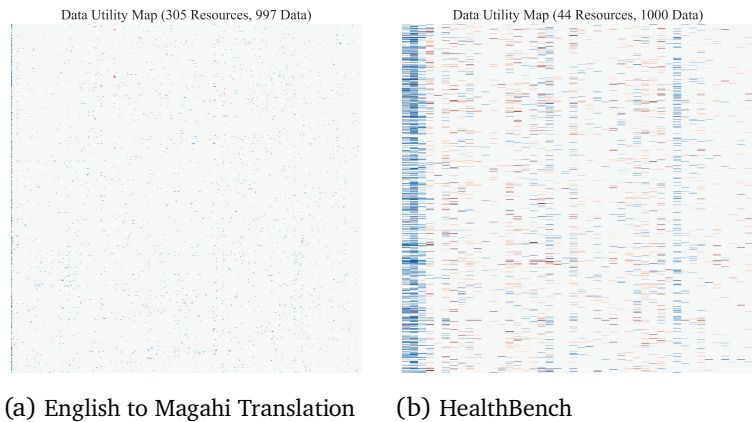 Data Utility Map (305 Resources, 997 Data)
Data Utility Map (44 Resources, 1000 Data)
(a) English to Magahi Translation
(b) HealthBench